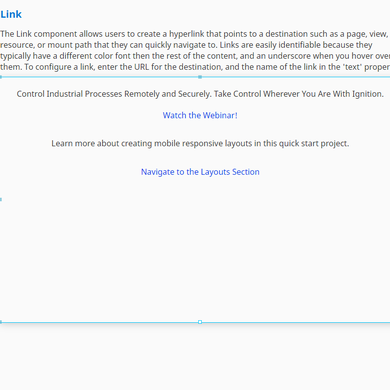 Link
The Link component allows users to create a hyperlink that points to a destination such as a page, view,
resource, or mount path that they can quickly navigate to. Links are easily identifiable because they
typically have a different color font then the rest of the content, and an underscore when you hover over
them. To configure a link, enter the URL for the destination, and the name of the link in the 'text'
Control Industrial Processes Remotely and Securely. Take Control Wherever You Are With Ignition.
Watch the Webinar!
Learn more about creating mobile responsive layouts in this quick start project.
Navigate to the Layouts Section